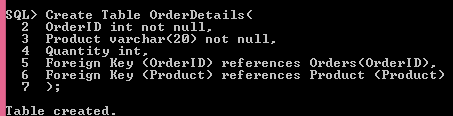 SQL> Create Table OrderDetails(
2 OrderID int not null,
3 Product varchar(20) not null,
4 Quantity int,
5 Foreign Key (OrderID) references Orders(OrderID),
6 Foreign Key (Product) references Product (Product)
7 );
Table created.